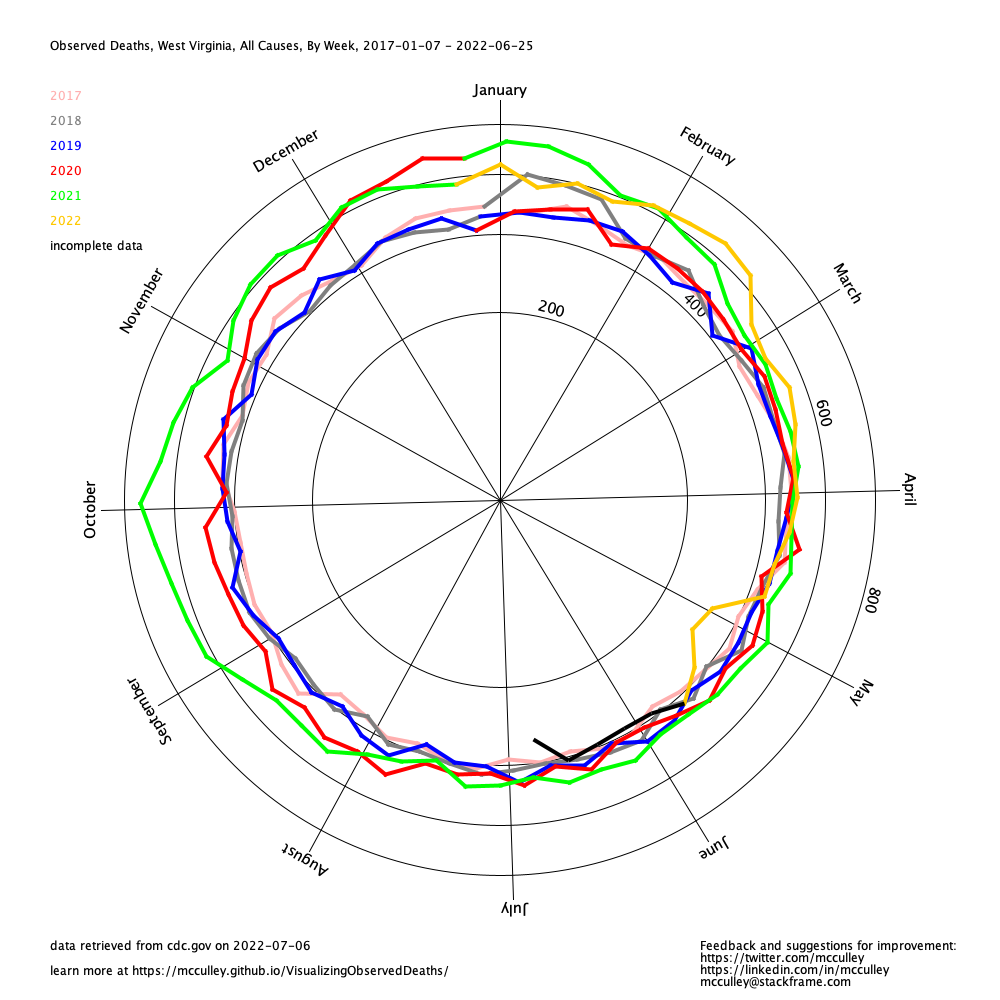 Observed Deaths, West Virginia, All Causes, By Week, 2017-01-07 - 2022-06-25
2017
2018
2019
2020
2021
2022
incomplete data
January
February
March
April
May
June
July
August
September
October
November
December
200
400
600
800
data retrieved from cdc.gov on 2022-07-06
learn more at https://mcculley.github.io/VisualizingObservedDeaths/
Feedback and suggestions for improvement:
https://twitter.com/mcculley
https://linkedin.com/in/mcculley
mcculley@stackframe.com